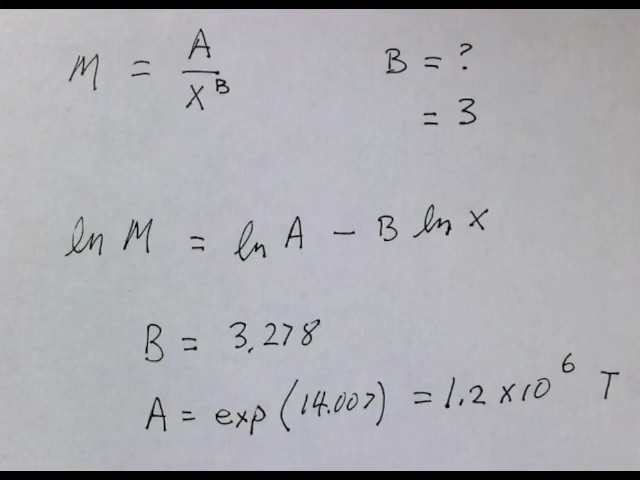 M = A / X^B
B = ?
= 3
ln M = ln A − B ln x
B = 3.278
A = exp (14.007) = 1.2 × 10^6 T